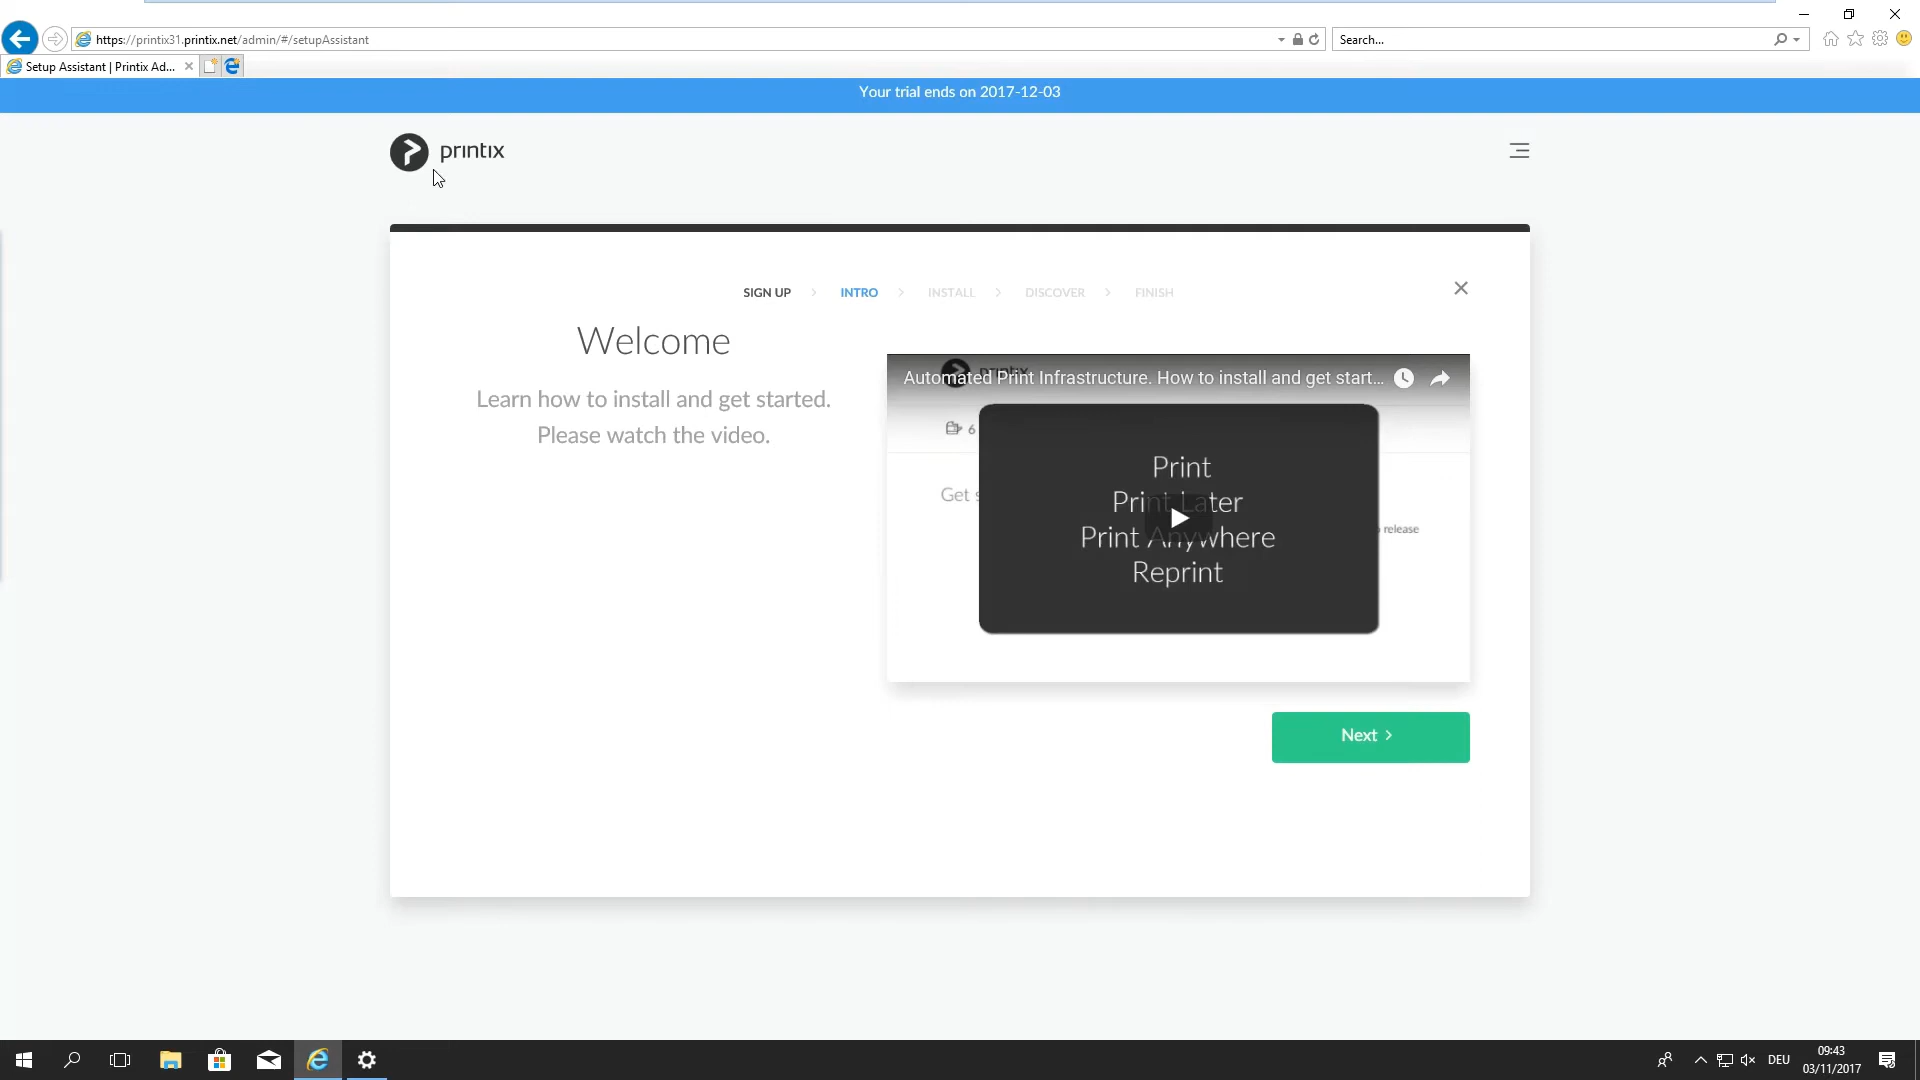 https://printix31.printix.net/admin/#/setupAssistant
Search...
Setup Assistant | Printix Ad...
Your trial ends on 2017-12-03
printix
SIGN UP
INTRO
INSTALL
DISCOVER
FINISH
Welcome
Learn how to install and get started.
Please watch the video.
printix
Automated Print Infrastructure. How to install and get start...
6
Get s
release
Print
Print Later
Print Anywhere
Reprint
Next
DEU
09:43
03/11/2017